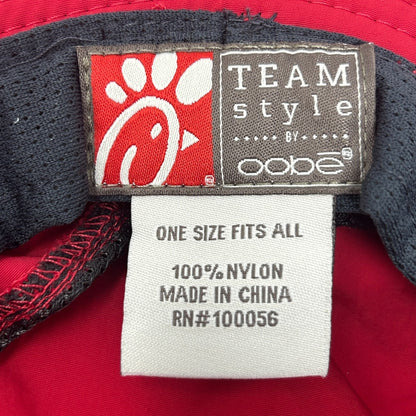 TEAM
style
BY
oobe®
®
ONE SIZE FITS ALL
100% NYLON
MADE IN CHINA
RN#100056